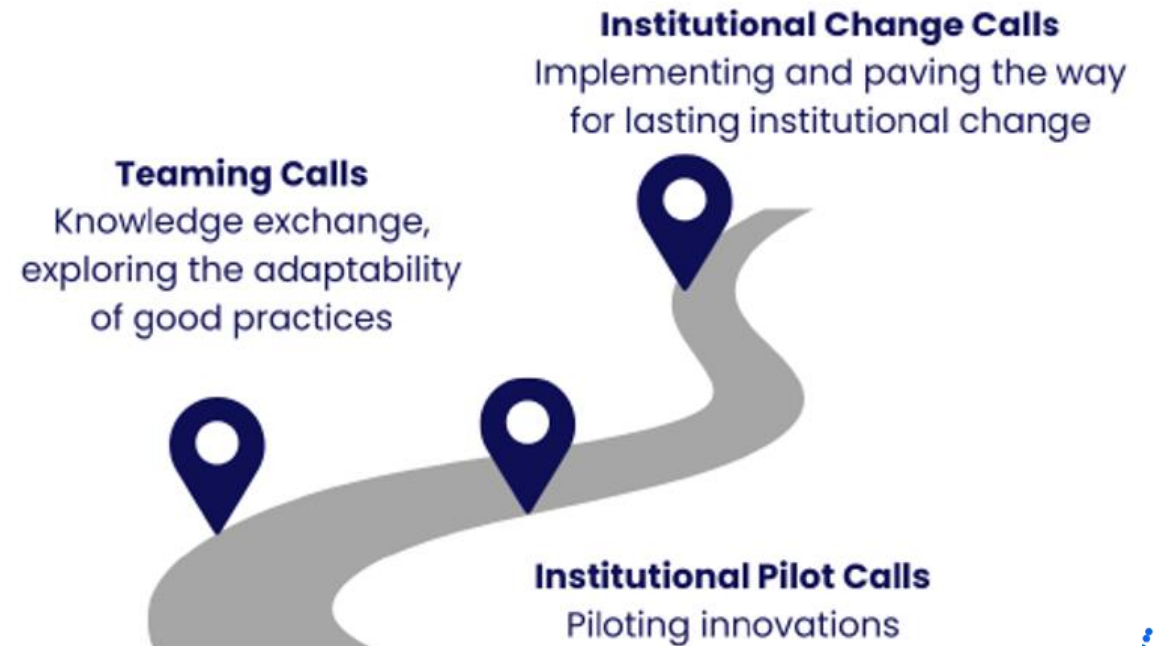 Institutional Change Calls
Implementing and paving the way
for lasting institutional change
Teaming Calls
Knowledge exchange,
exploring the adaptability
of good practices
Institutional Pilot Calls
Piloting innovations